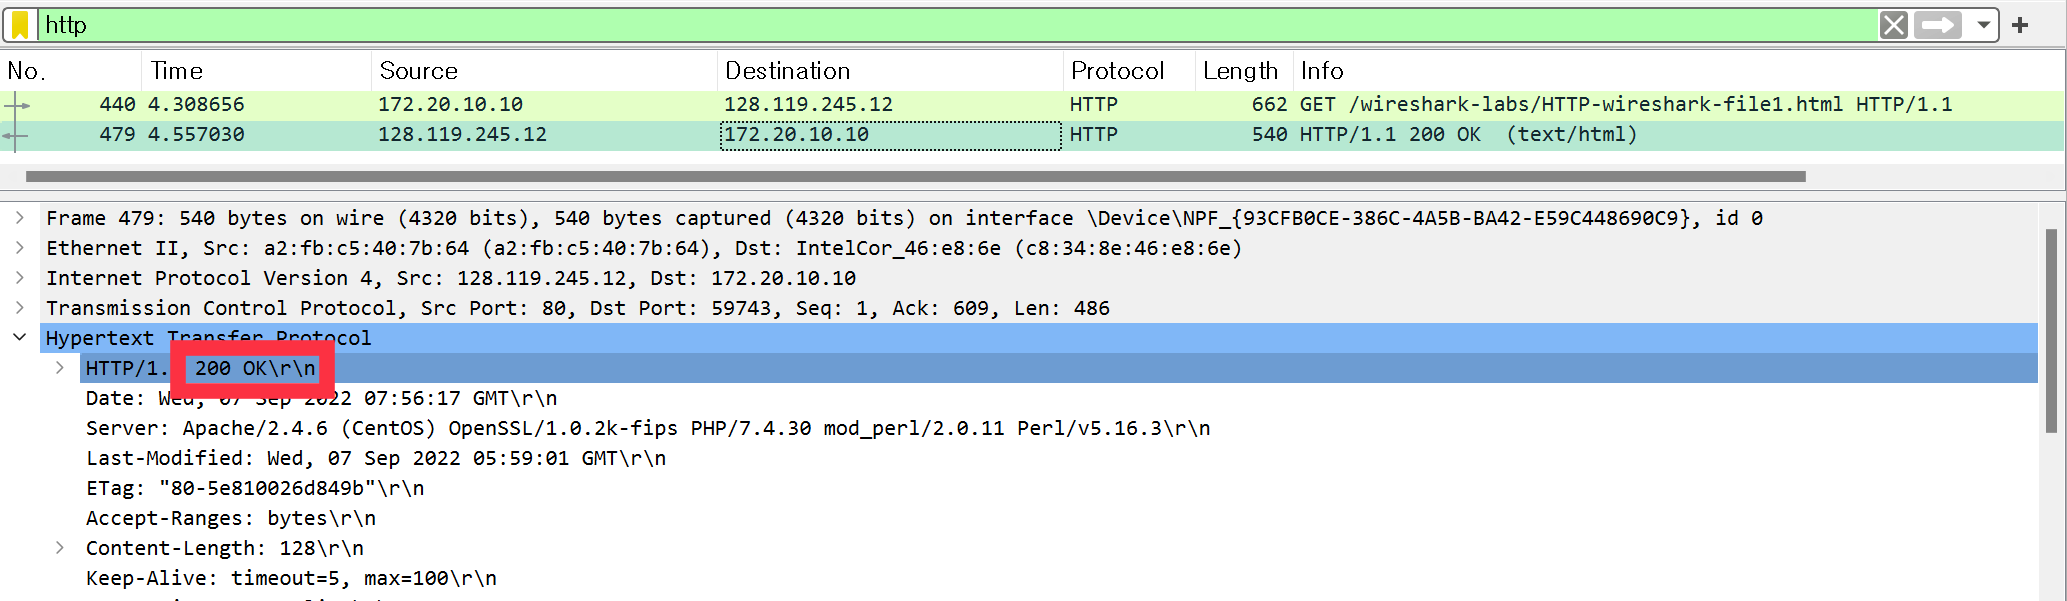 http
No. Time Source Destination Protocol Length Info
440 4.308656 172.20.10.10 128.119.245.12 HTTP 662 GET /wireshark-labs/HTTP-wireshark-file1.html HTTP/1.1
479 4.557030 128.119.245.12 172.20.10.10 HTTP 540 HTTP/1.1 200 OK (text/html)
Frame 479: 540 bytes on wire (4320 bits), 540 bytes captured (4320 bits) on interface \Device\NPF_{93CFB0CE-386C-4A5B-BA42-E59C448690C9}, id 0
Ethernet II, Src: a2:fb:c5:40:7b:64 (a2:fb:c5:40:7b:64), Dst: IntelCor_46:e8:6e (c8:34:8e:46:e8:6e)
Internet Protocol Version 4, Src: 128.119.245.12, Dst: 172.20.10.10
Transmission Control Protocol, Src Port: 80, Dst Port: 59743, Seq: 1, Ack: 609, Len: 486
Hypertext Transfer Protocol
HTTP/1. 200 OK\r\n
Date: Wed, 07 Sep 2022 07:56:17 GMT\r\n
Server: Apache/2.4.6 (CentOS) OpenSSL/1.0.2k-fips PHP/7.4.30 mod_perl/2.0.11 Perl/v5.16.3\r\n
Last-Modified: Wed, 07 Sep 2022 05:59:01 GMT\r\n
ETag: "80-5e810026d849b"\r\n
Accept-Ranges: bytes\r\n
Content-Length: 128\r\n
Keep-Alive: timeout=5, max=100\r\n